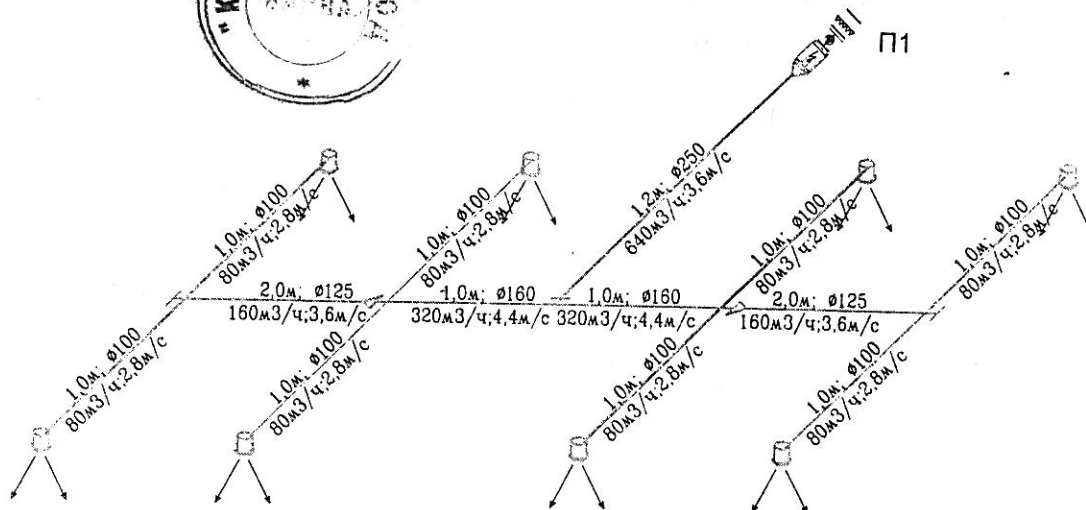 П1
1,2м; ø250
640м3/ч;3,6м/с
1,0м; ø100
80м3/ч;2,8м/с
1,0м; ø100
80м3/ч;2,8м/с
1,0м; ø100
80м3/ч;2,8м/с
1,0м; ø100
80м3/ч;2,8м/с
2,0м; ø125
160м3/ч;3,6м/с
1,0м; ø160
320м3/ч;4,4м/с
1,0м; ø160
320м3/ч;4,4м/с
2,0м; ø125
160м3/ч;3,6м/с
1,0м; ø100
80м3/ч;2,8м/с
1,0м; ø100
80м3/ч;2,8м/с
1,0м; ø100
80м3/ч;2,8м/с
1,0м; ø100
80м3/ч;2,8м/с